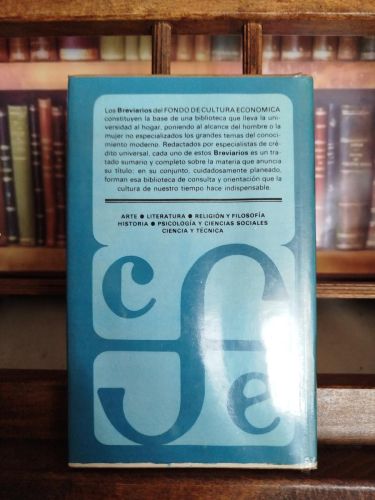 Los Breviarios del FONDO DE CULTURA ECONOMICA
constituyen la base de una biblioteca que lleva la uni-
versidad al hogar, poniendo al alcance del hombre o la
mujer no especializados los grandes temas del conoci-
miento moderno. Redactados por especialistas de cré-
dito universal, cada uno de estos Breviarios es un tra-
tado sumario y completo sobre la materia que anuncia
su título; en su conjunto, cuidadosamente planeado,
forman esa biblioteca de consulta y orientación que la
cultura de nuestro tiempo hace indispensable.
ARTE ● LITERATURA ● RELIGIÓN Y FILOSOFÍA
HISTORIA ● PSICOLOGÍA Y CIENCIAS SOCIALES
CIENCIA Y TÉCNICA
c f
e